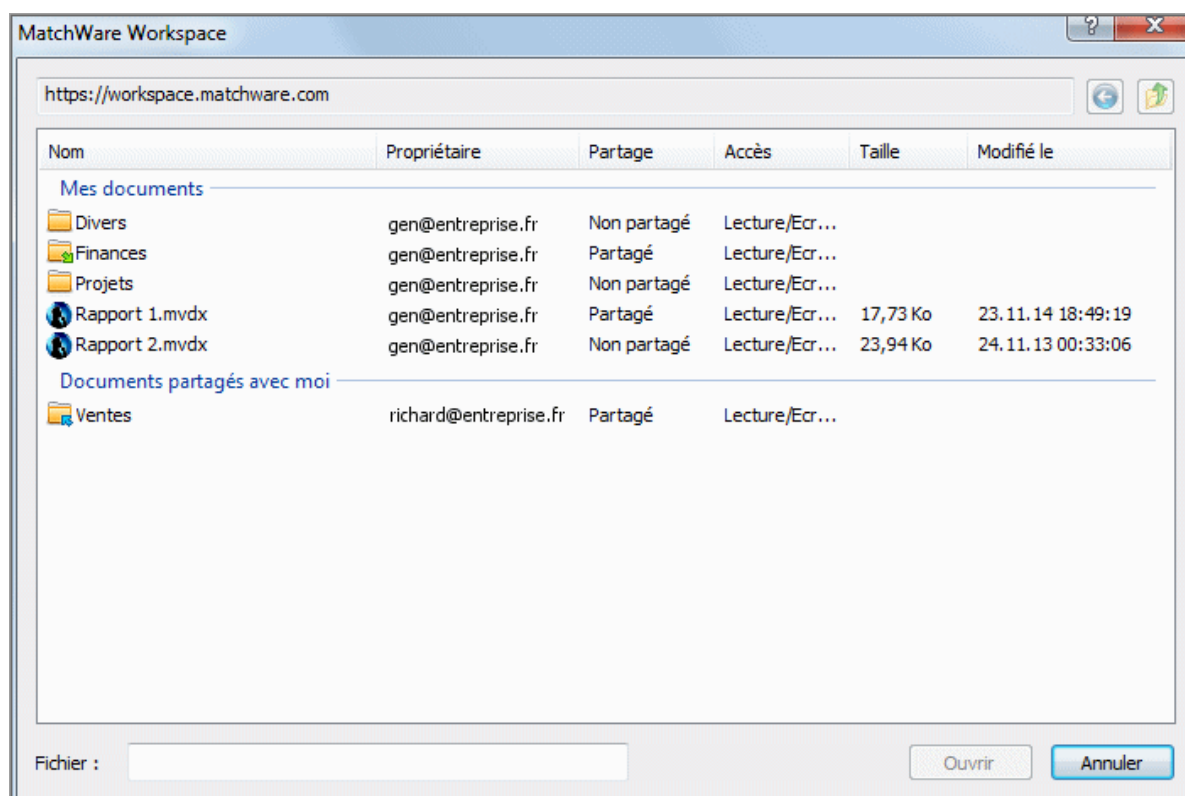 MatchWare Workspace
https://workspace.matchware.com
Nom Propriétaire Partage Accès Taille Modifié le
Mes documents
Divers gen@entreprise.fr Non partagé Lecture/Ecr...
Finances gen@entreprise.fr Partagé Lecture/Ecr...
Projets gen@entreprise.fr Non partagé Lecture/Ecr...
Rapport 1.mvdx gen@entreprise.fr Partagé Lecture/Ecr... 17,73 Ko 23.11.14 18:49:19
Rapport 2.mvdx gen@entreprise.fr Non partagé Lecture/Ecr... 23,94 Ko 24.11.13 00:33:06
Documents partagés avec moi
Ventes richard@entreprise.fr Partagé Lecture/Ecr...
Fichier : Ouvrir Annuler